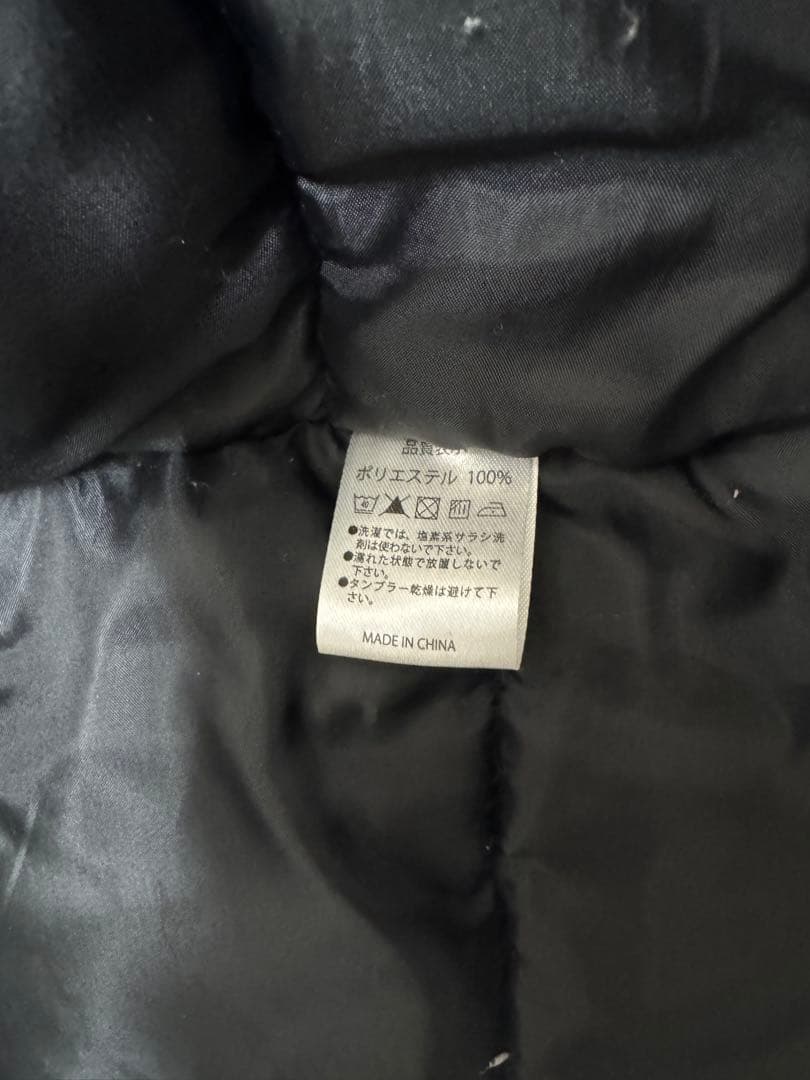 品質表示
ポリエステル 100%
40
●洗濯では、塩素系サラシ洗
剤は使わないで下さい。
●濡れた状態で放置しないで
下さい。
●タンブラー乾燥は避けて下
さい。
MADE IN CHINA